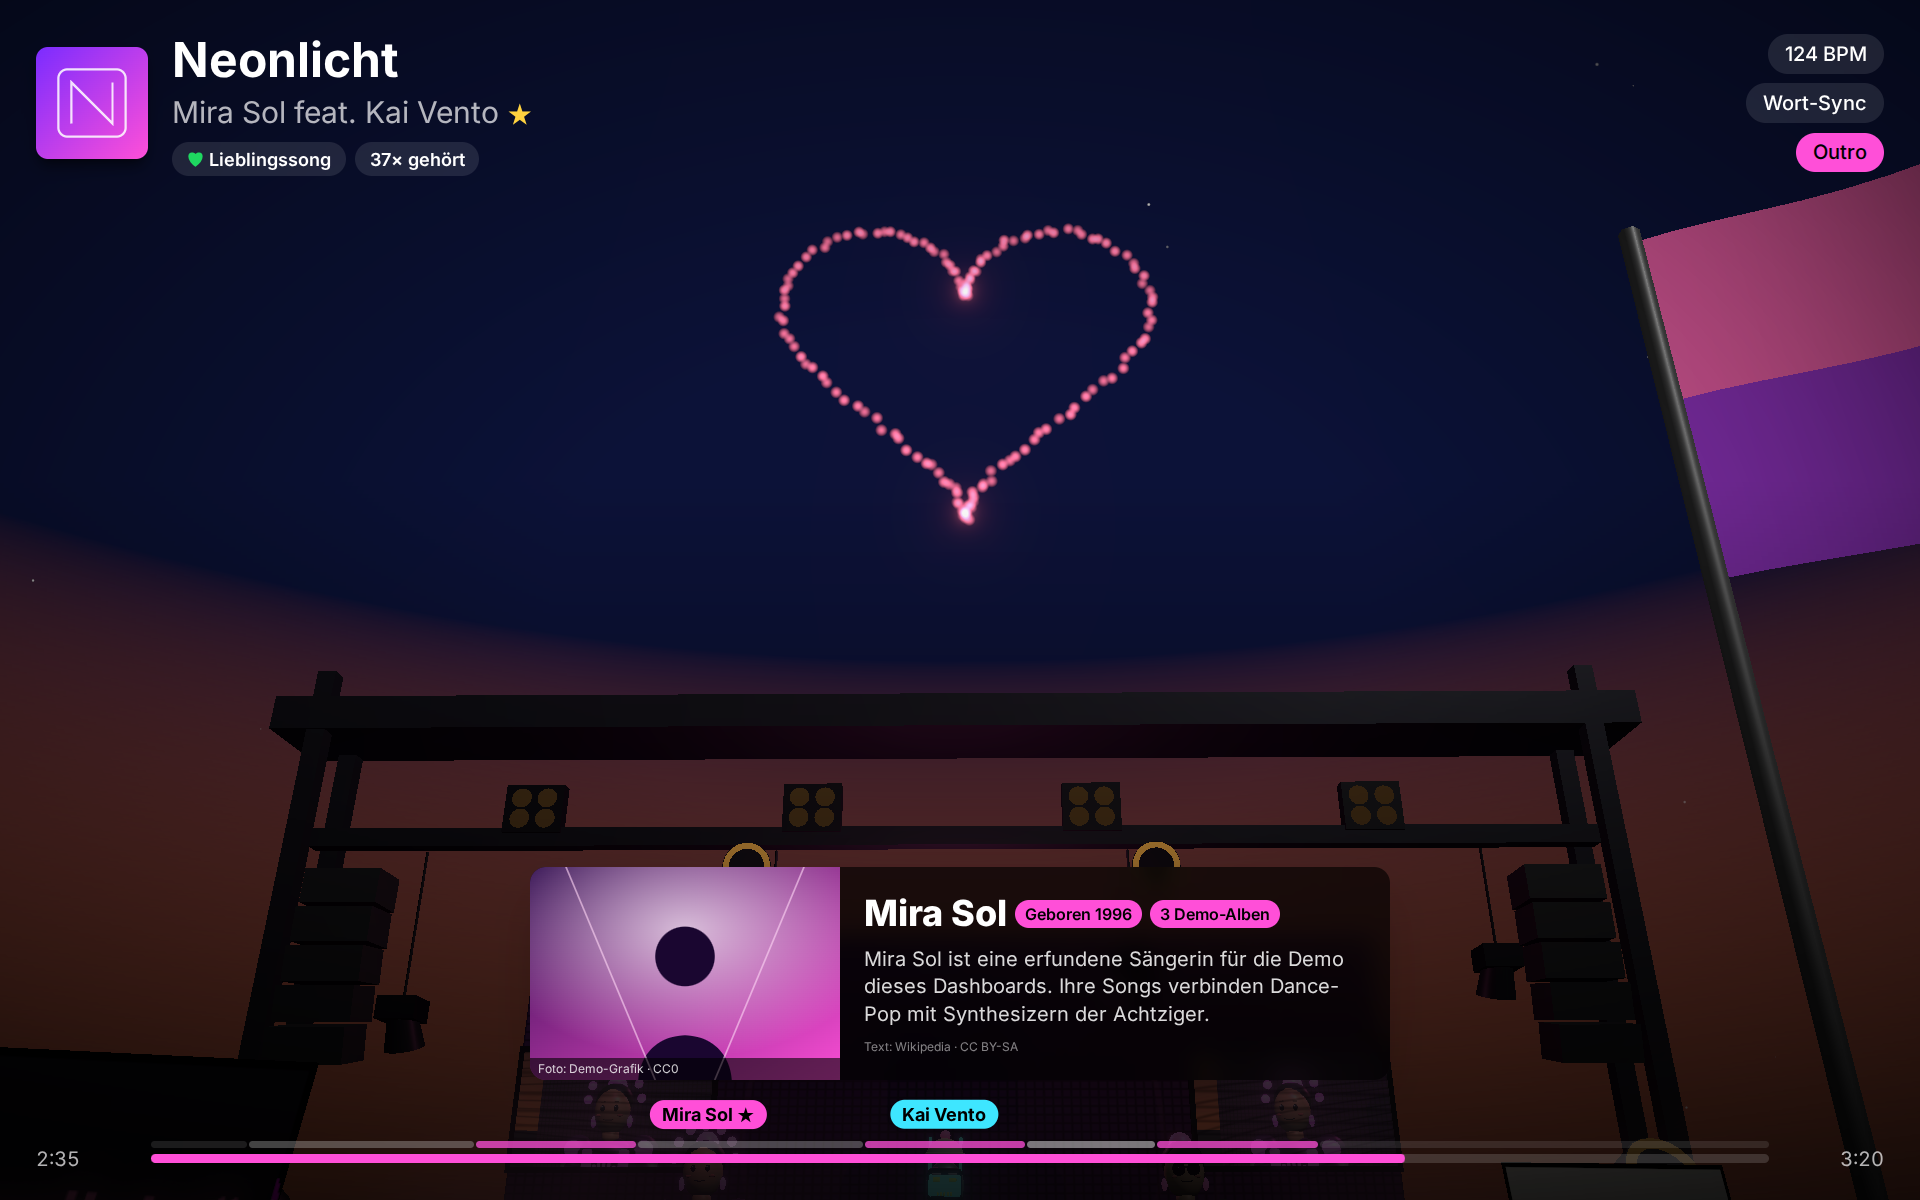 Neonlicht
Mira Sol feat. Kai Vento ★
Lieblingssong
37× gehört
124 BPM
Wort-Sync
Outro
Mira Sol
Geboren 1996
3 Demo-Alben
Mira Sol ist eine erfundene Sängerin für die Demo
dieses Dashboards. Ihre Songs verbinden Dance-
Pop mit Synthesizern der Achtziger.
Text: Wikipedia · CC BY-SA
Foto: Demo-Grafik · CC0
Mira Sol ★
Kai Vento
2:35
3:20